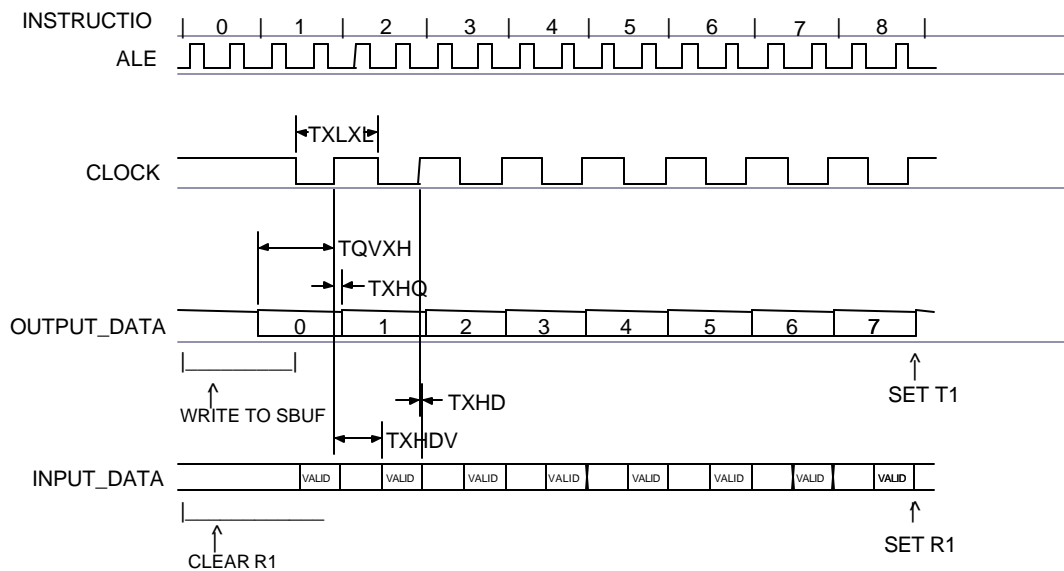 INSTRUCTIO | 0 | 1 | 2 | 3 | 4 | 5 | 6 | 7 | 8 |
ALE
TXLXL
CLOCK
TQVXH
TXHQ
OUTPUT_DATA 0 1 2 3 4 5 6 7
SET T1
WRITE TO SBUF
TXHD
TXHDV
INPUT_DATA VALID VALID VALID VALID VALID VALID VALID VALID
SET R1
CLEAR R1